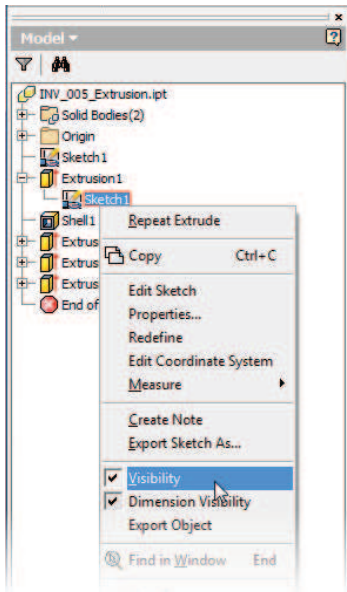 Model
INV_005_Extrusion.ipt
Solid Bodies(2)
Origin
Sketch1
Extrusion1
Sketch1
Shell1
Extrus
Extrus
Extrus
End of
Repeat Extrude
Copy Ctrl+C
Edit Sketch
Properties...
Redefine
Edit Coordinate System
Measure
Create Note
Export Sketch As...
Visibility
Dimension Visibility
Export Object
Find in Window End